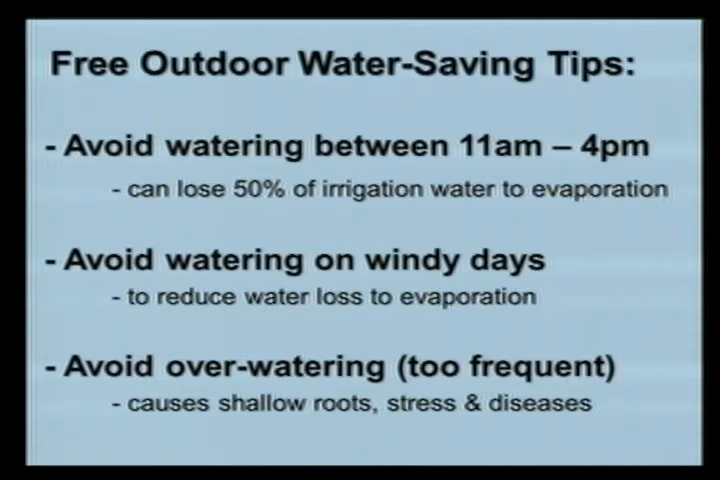 Free Outdoor Water-Saving Tips:
- Avoid watering between 11am – 4pm
- can lose 50% of irrigation water to evaporation
- Avoid watering on windy days
- to reduce water loss to evaporation
- Avoid over-watering (too frequent)
- causes shallow roots, stress & diseases